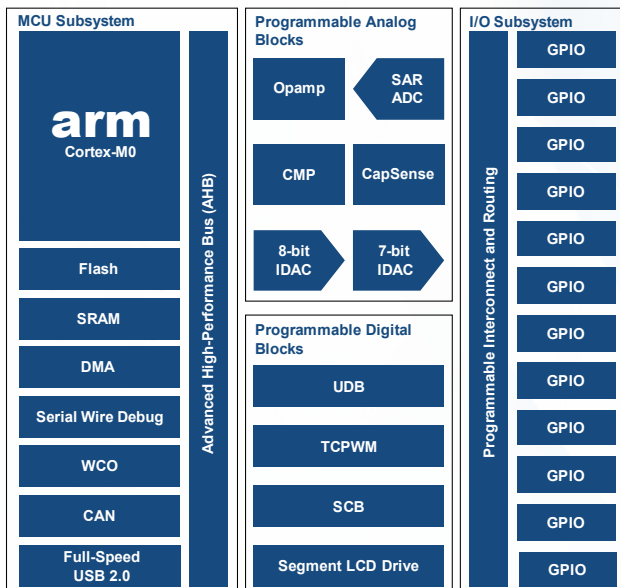 MCU Subsystem
arm
Cortex-M0
Flash
SRAM
DMA
Serial Wire Debug
WCO
CAN
Full-Speed
USB 2.0
Advanced High-Performance Bus (AHB)
Programmable Analog
Blocks
Opamp
SAR
ADC
CMP
CapSense
8-bit
IDAC
7-bit
IDAC
Programmable Digital
Blocks
UDB
TCPWM
SCB
Segment LCD Drive
I/O Subsystem
Programmable Interconnect and Routing
GPIO
GPIO
GPIO
GPIO
GPIO
GPIO
GPIO
GPIO
GPIO
GPIO
GPIO
GPIO